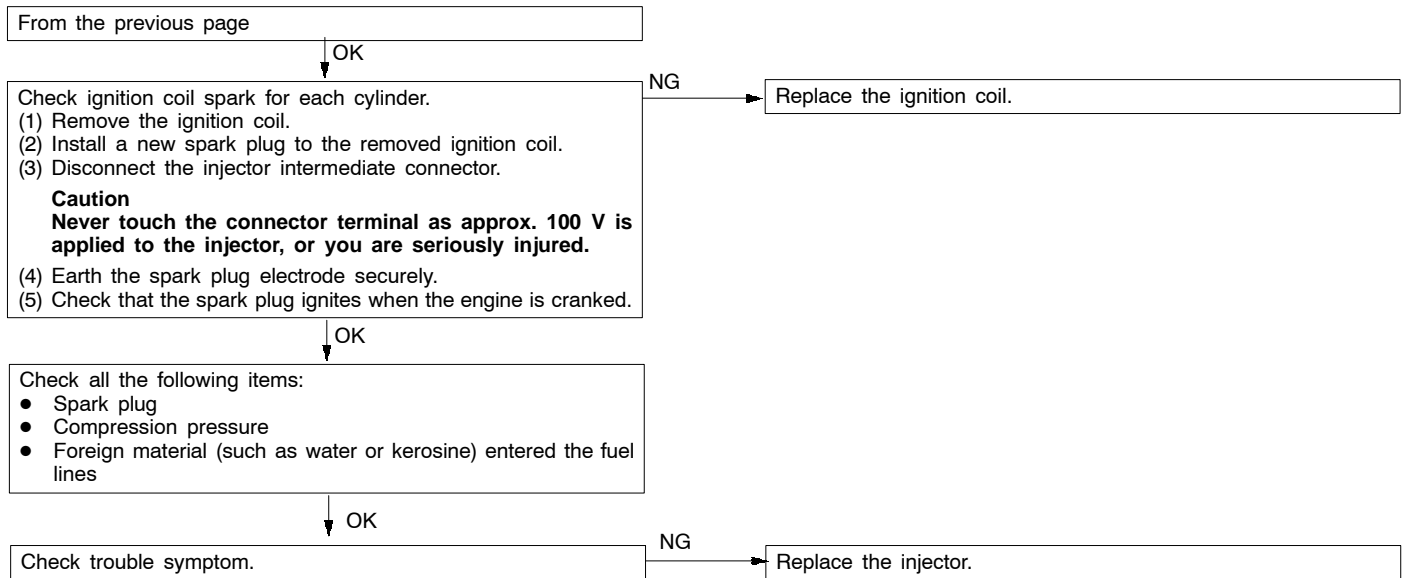 From the previous page
OK
Check ignition coil spark for each cylinder.
(1) Remove the ignition coil.
(2) Install a new spark plug to the removed ignition coil.
(3) Disconnect the injector intermediate connector.
Caution
Never touch the connector terminal as approx. 100 V is
applied to the injector, or you are seriously injured.
(4) Earth the spark plug electrode securely.
(5) Check that the spark plug ignites when the engine is cranked.
NG
Replace the ignition coil.
OK
Check all the following items:
● Spark plug
● Compression pressure
● Foreign material (such as water or kerosine) entered the fuel
lines
OK
Check trouble symptom.
NG
Replace the injector.